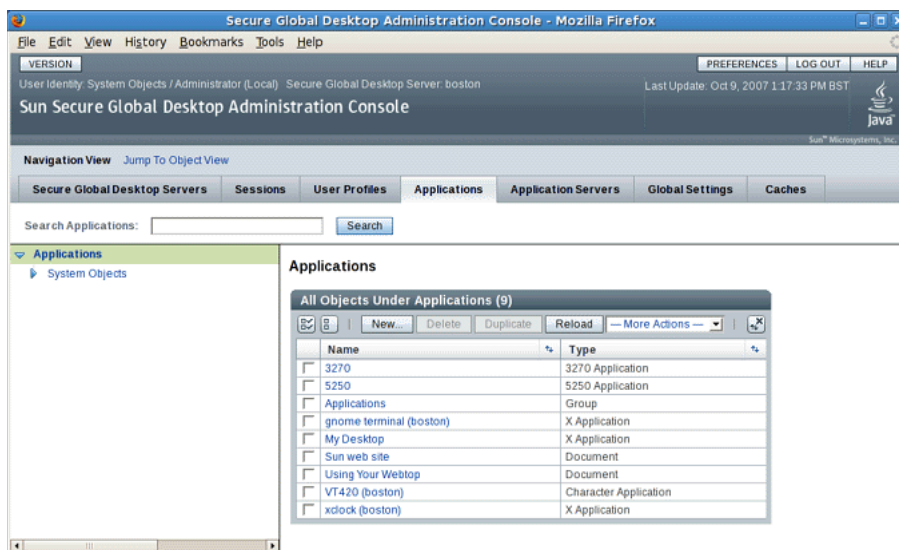 Secure Global Desktop Administration Console - Mozilla Firefox
File Edit View History Bookmarks Tools Help
VERSION PREFERENCES LOG OUT HELP
User Identity: System Objects / Administrator (Local) Secure Global Desktop Server: boston Last Update: Oct 9, 2007 1:17:33 PM BST
Sun Secure Global Desktop Administration Console
Java
Sun™ Microsystems, Inc.
Navigation View Jump To Object View
Secure Global Desktop Servers Sessions User Profiles Applications Application Servers Global Settings Caches
Search Applications: Search
Applications
System Objects
Applications
All Objects Under Applications (9)
New... Delete Duplicate Reload — More Actions —
Name Type
3270 3270 Application
5250 5250 Application
Applications Group
gnome terminal (boston) X Application
My Desktop X Application
Sun web site Document
Using Your Webtop Document
VT420 (boston) Character Application
xclock (boston) X Application